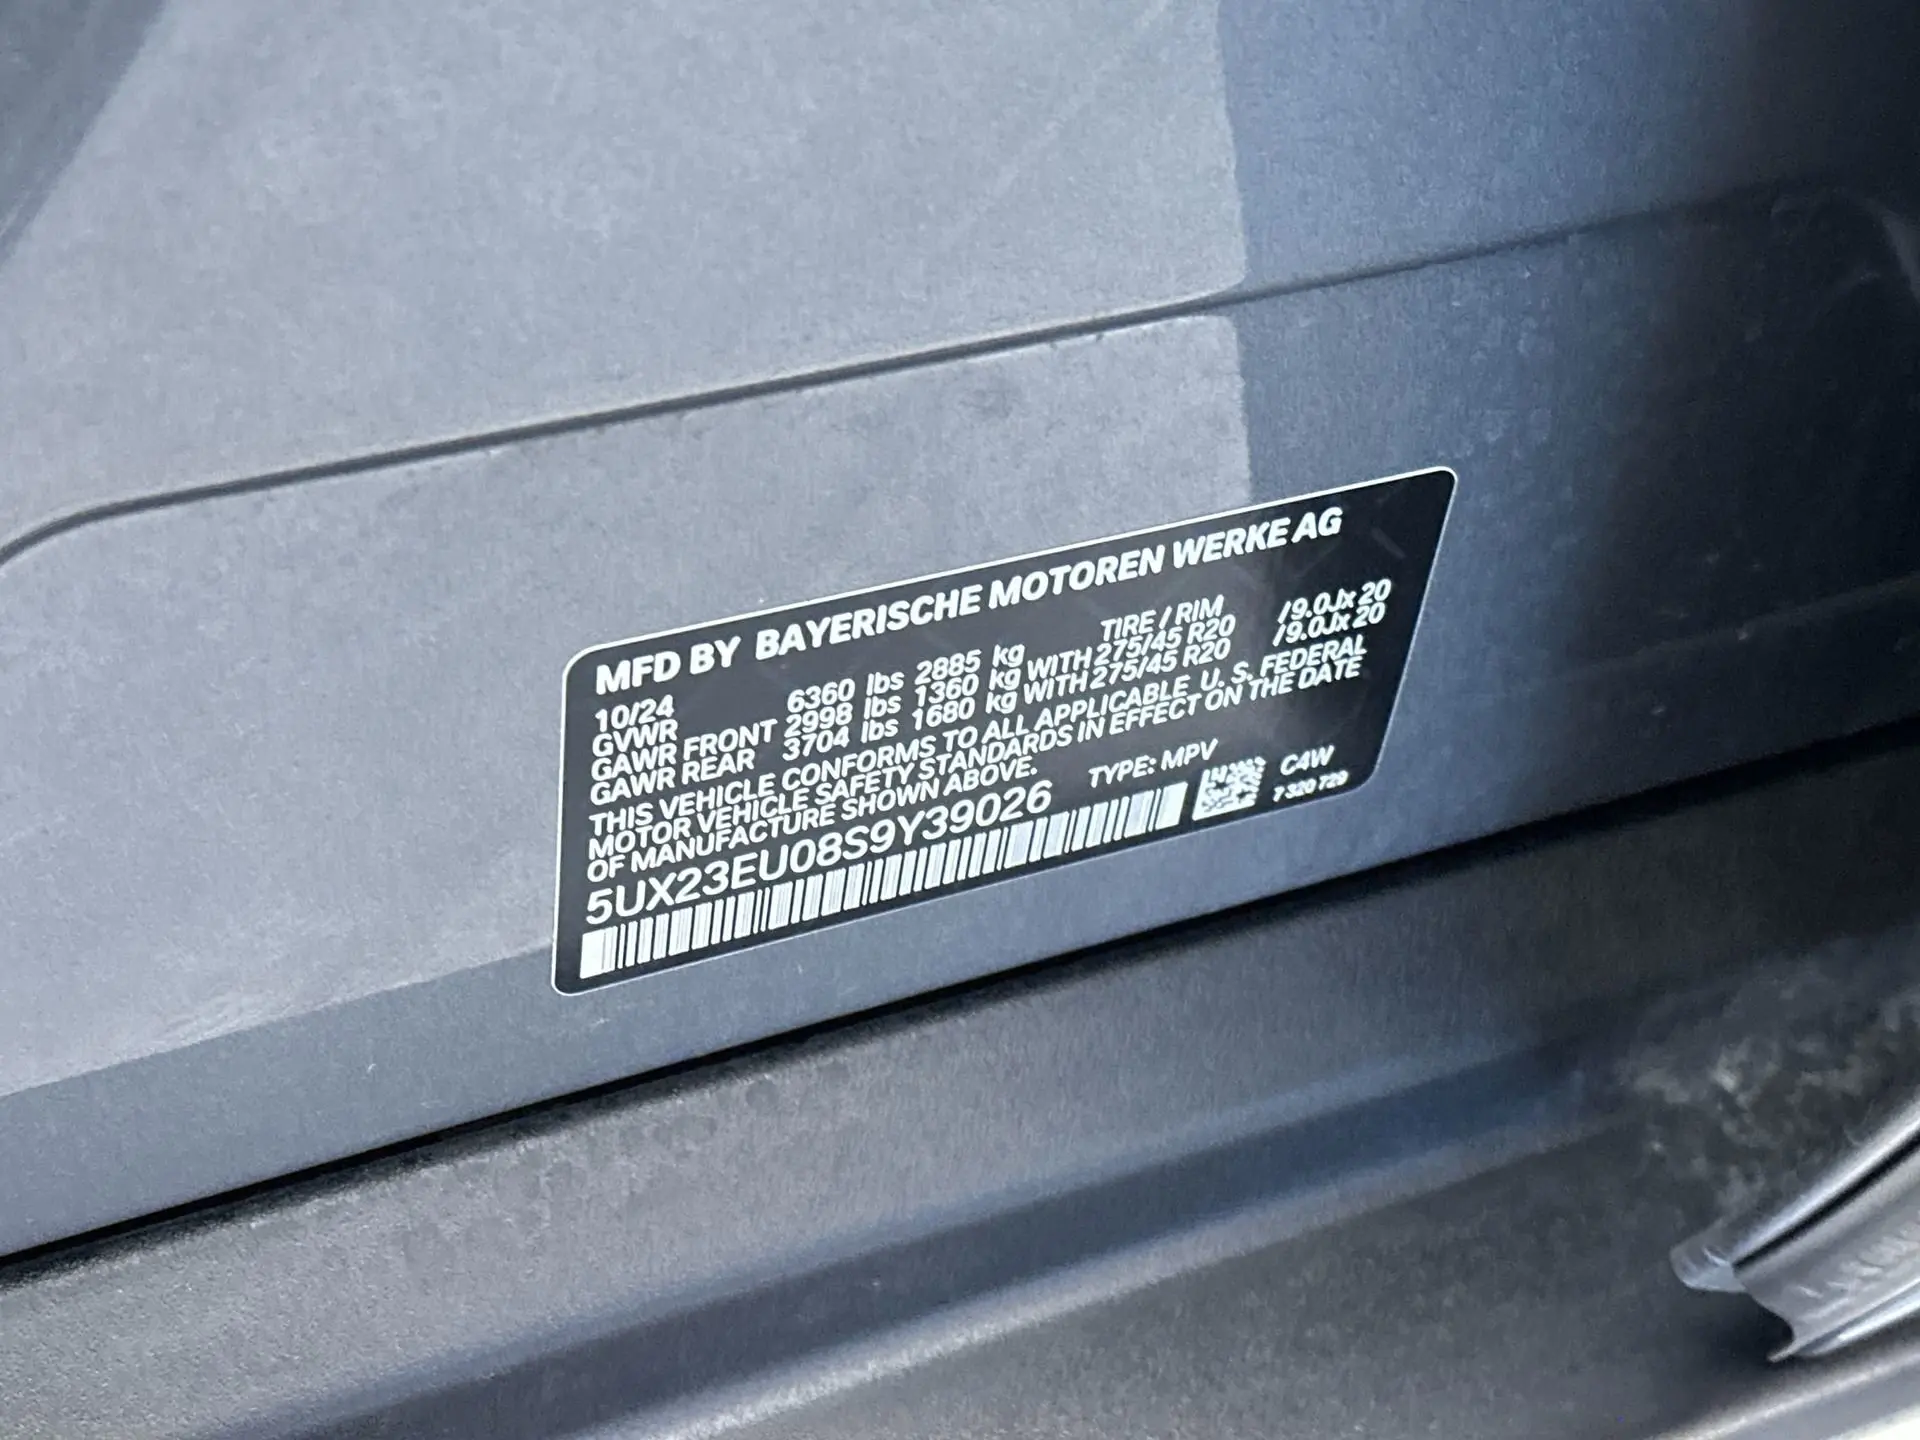 MFD BY BAYERISCHE MOTOREN WERKE AG
10/24 TIRE / RIM
GVWR 6360 lbs 2885 kg
GAWR FRONT 2998 lbs 1360 kg WITH 275/45 R20 /9.0Jx20
GAWR REAR 3704 lbs 1680 kg WITH 275/45 R20 /9.0Jx20
THIS VEHICLE CONFORMS TO ALL APPLICABLE U. S. FEDERAL
MOTOR VEHICLE SAFETY STANDARDS IN EFFECT ON THE DATE
OF MANUFACTURE SHOWN ABOVE.
5UX23EU08S9Y39026 TYPE: MPV
C4W
7 320 729